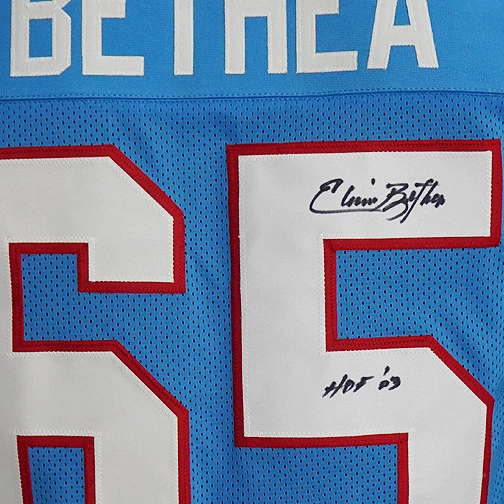 BETHEA
65
Elvin Bethea
HOF '03